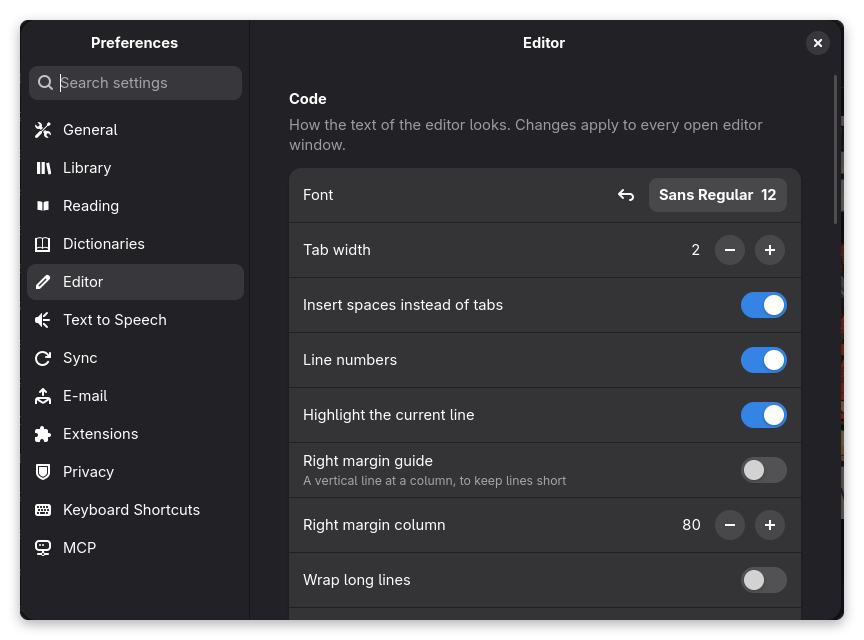 Preferences
Editor
Search settings
General
Library
Reading
Dictionaries
Editor
Text to Speech
Sync
E-mail
Extensions
Privacy
Keyboard Shortcuts
MCP
Code
How the text of the editor looks. Changes apply to every open editor
window.
Font Sans Regular 12
Tab width 2
Insert spaces instead of tabs
Line numbers
Highlight the current line
Right margin guide
A vertical line at a column, to keep lines short
Right margin column 80
Wrap long lines